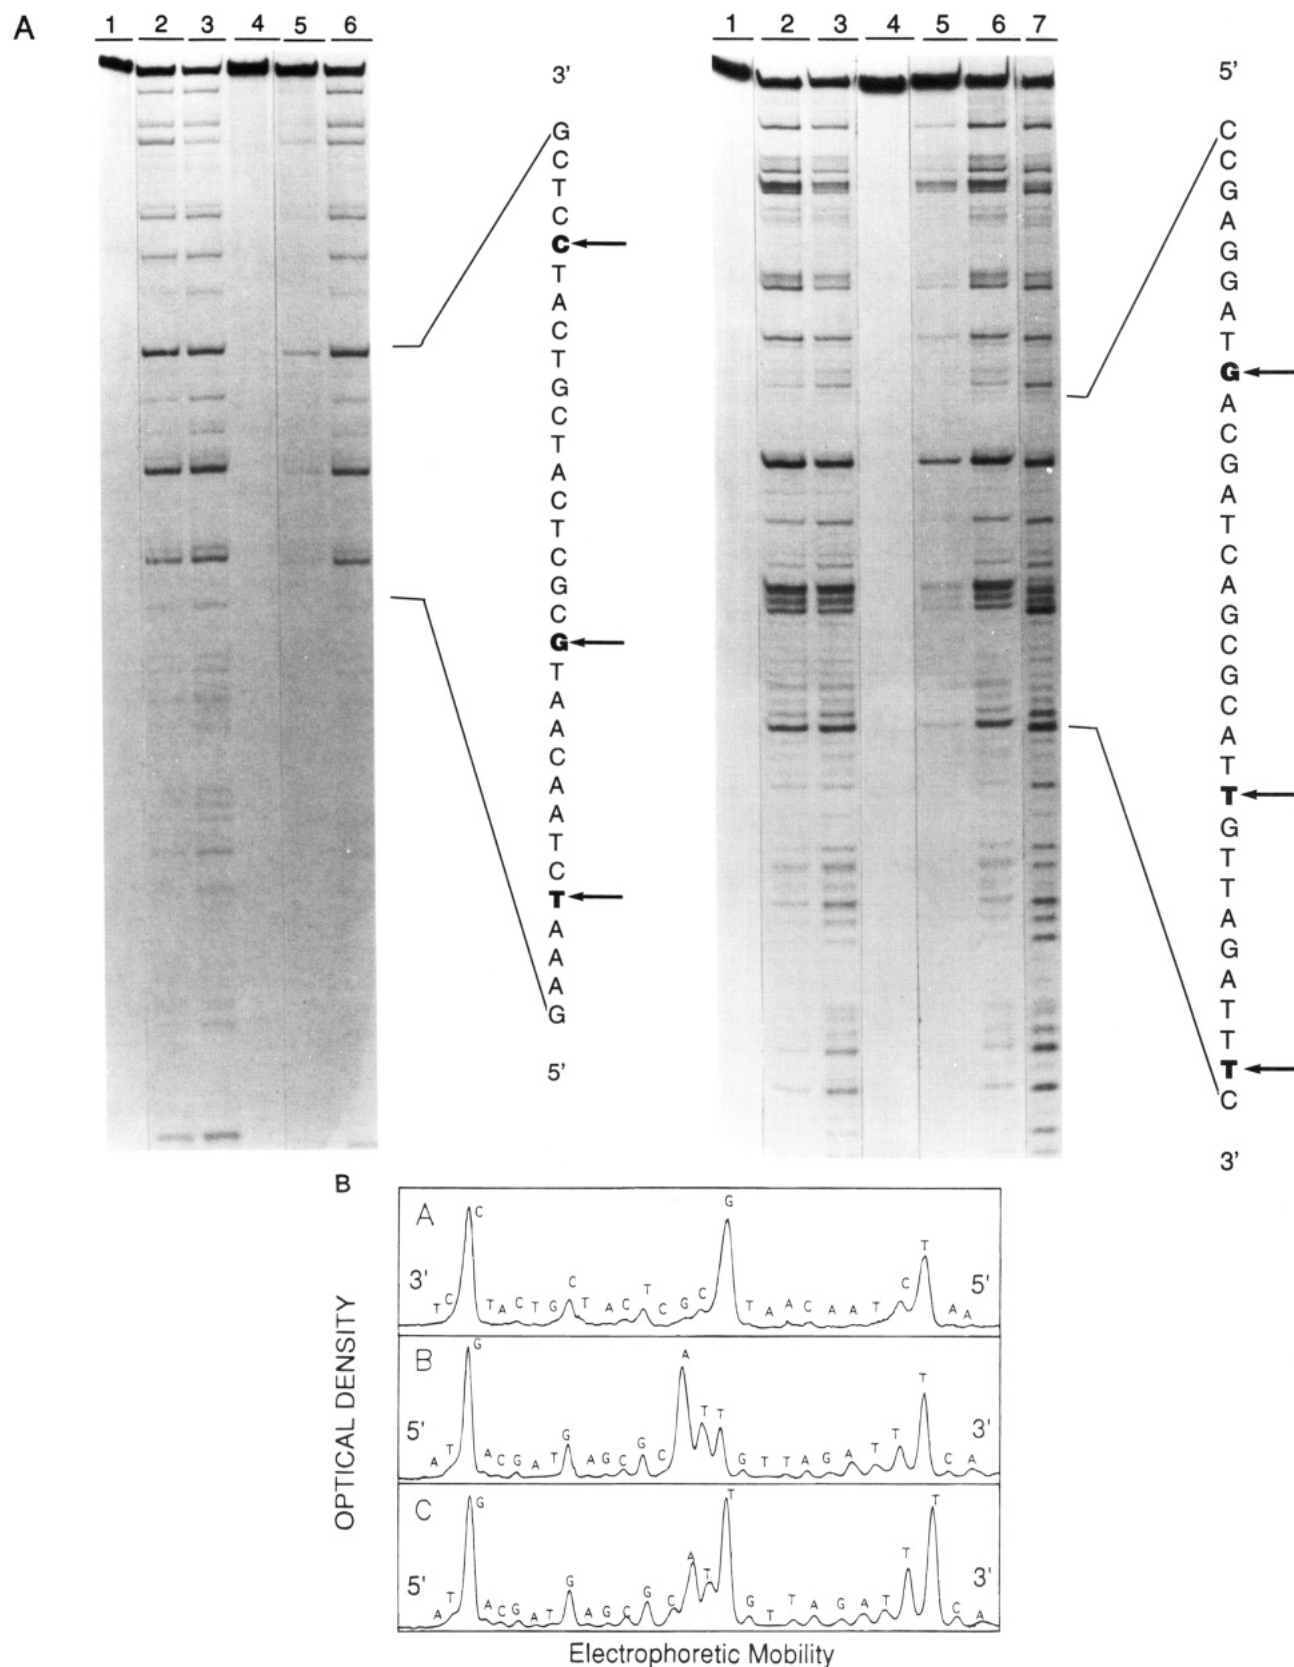 A
1 2 3 4 5 6
3'
G
C
T
C
C
T
A
C
T
G
C
T
A
C
T
C
G
C
G
T
A
A
C
A
A
T
C
T
A
A
A
G
5'
1 2 3 4 5 6 7
5'
C
C
G
A
G
G
A
T
G
A
C
G
A
T
C
A
G
C
G
C
A
T
T
G
T
T
A
G
A
T
T
T
C
3'
B
OPTICAL DENSITY
A
3' T C C T A C T G C T A C T C G C G T A A C A A T C T A A 5'
B
5' A T G A C G A T G A G C G C A T T G T T A G A T T T C A 3'
C
5' A T G A C G A T G A G C G C A T T G T T A G A T T T C A 3'
Electrophoretic Mobility